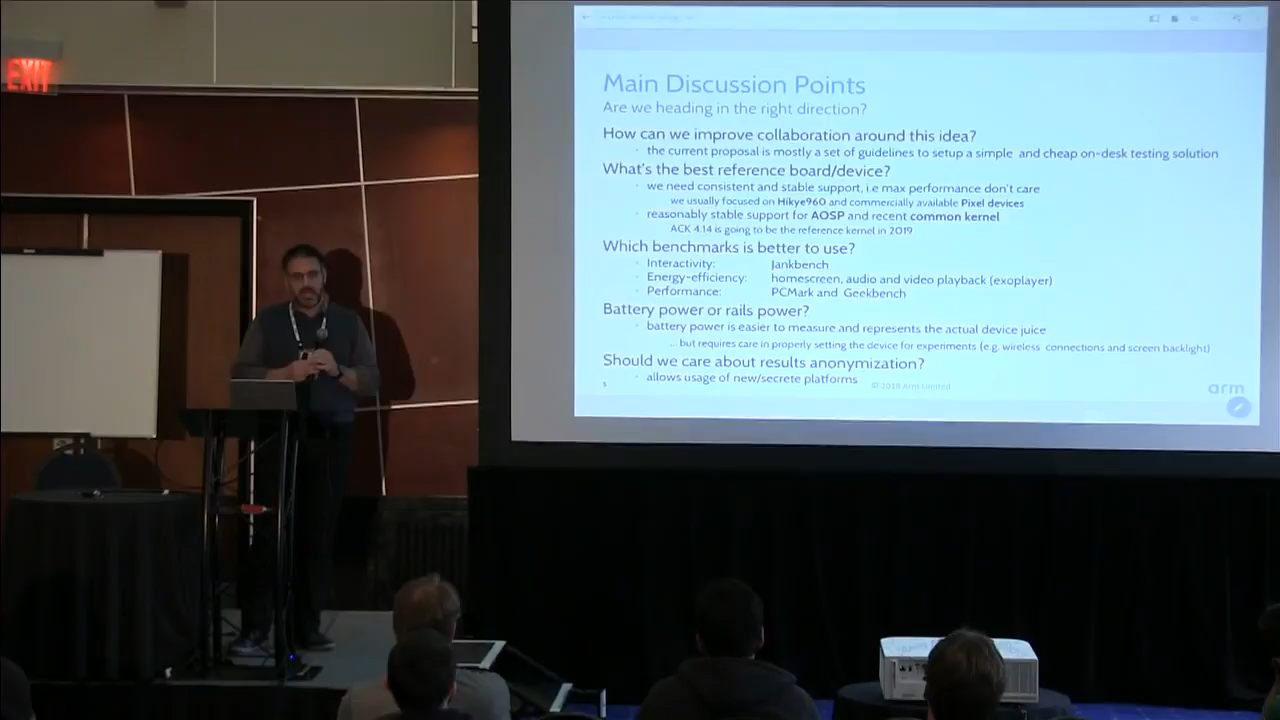 EXIT
Main Discussion Points
Are we heading in the right direction?
How can we improve collaboration around this idea?
the current proposal is mostly a set of guidelines to setup a simple and cheap on-desk testing solution
What's the best reference board/device?
we need consistent and stable support, i.e max performance don't care
we usually focused on Hikye960 and commercially available Pixel devices
reasonably stable support for AOSP and recent common kernel
ACK 4.14 is going to be the reference kernel in 2019
Which benchmarks is better to use?
Interactivity: Jankbench
Energy-efficiency: homescreen, audio and video playback (exoplayer)
Performance: PCMark and Geekbench
Battery power or rails power?
battery power is easier to measure and represents the actual device juice
... but requires care in properly setting the device for experiments (e.g. wireless connections and screen backlight)
Should we care about results anonymization?
allows usage of new/secrete platforms
5 © 2018 Arm Limited
arm